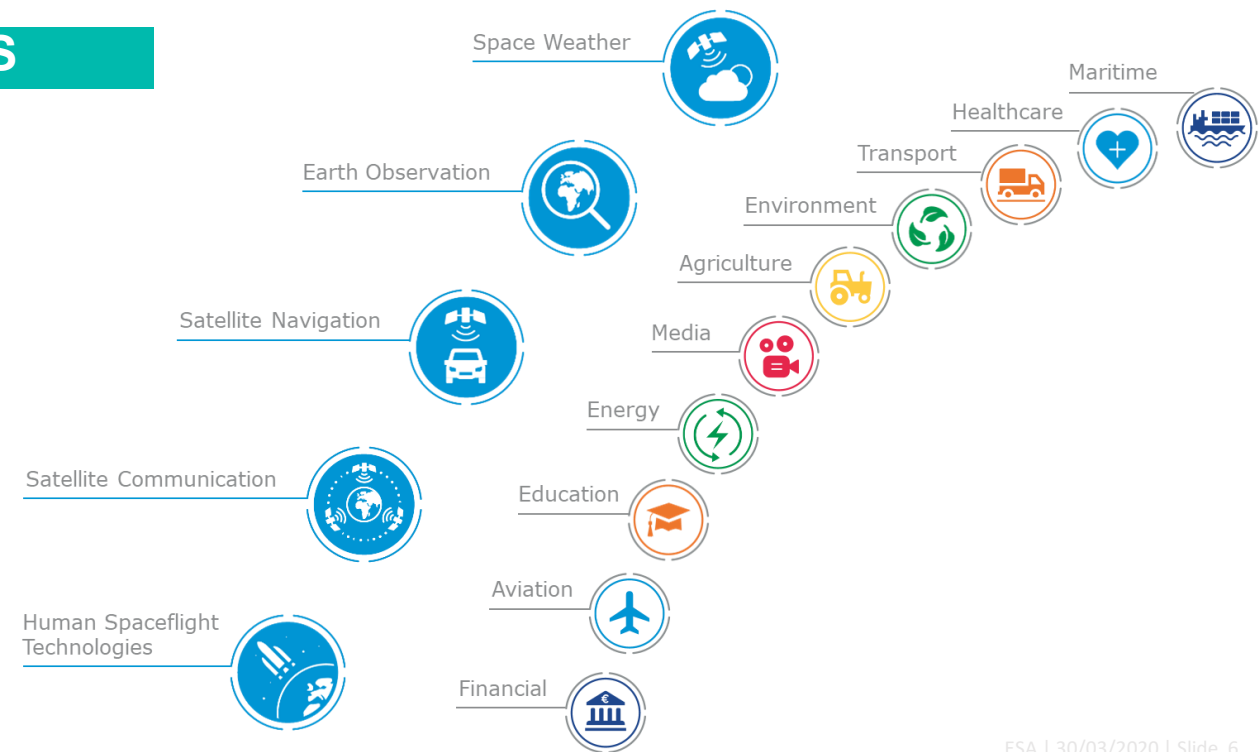 S
Space Weather
Maritime
Healthcare
Transport
Earth Observation
Environment
Agriculture
Satellite Navigation
Media
Energy
Satellite Communication
Education
Aviation
Human Spaceflight
Technologies
Financial
€
ESA | 30/03/2020 | Slide 6